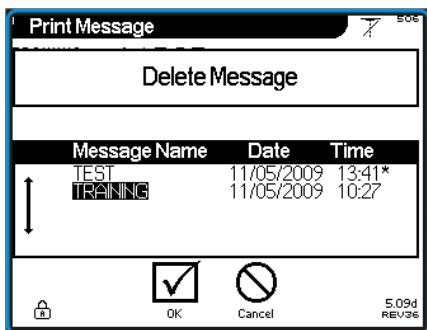 Print Message
506
Delete Message
Message Name Date Time
TEST 11/05/2009 13:41*
TRAINING 11/05/2009 10:27
OK Cancel
A
5.09d
REV36